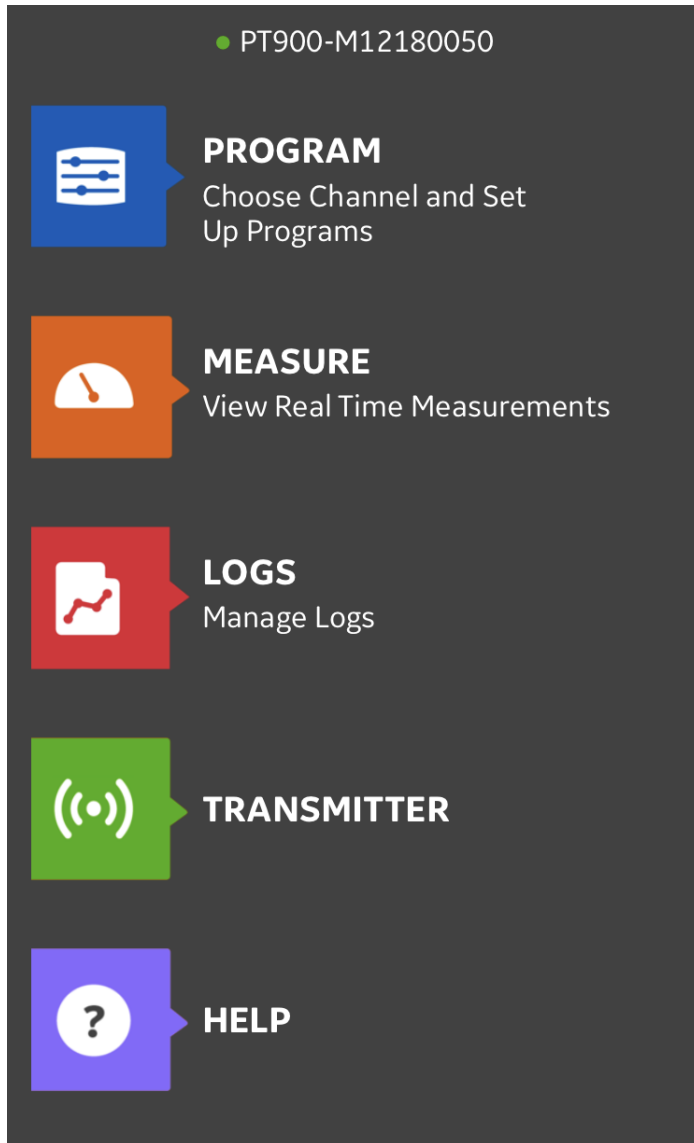 PT900-M12180050
PROGRAM
Choose Channel and Set
Up Programs
MEASURE
View Real Time Measurements
LOGS
Manage Logs
TRANSMITTER
?
HELP